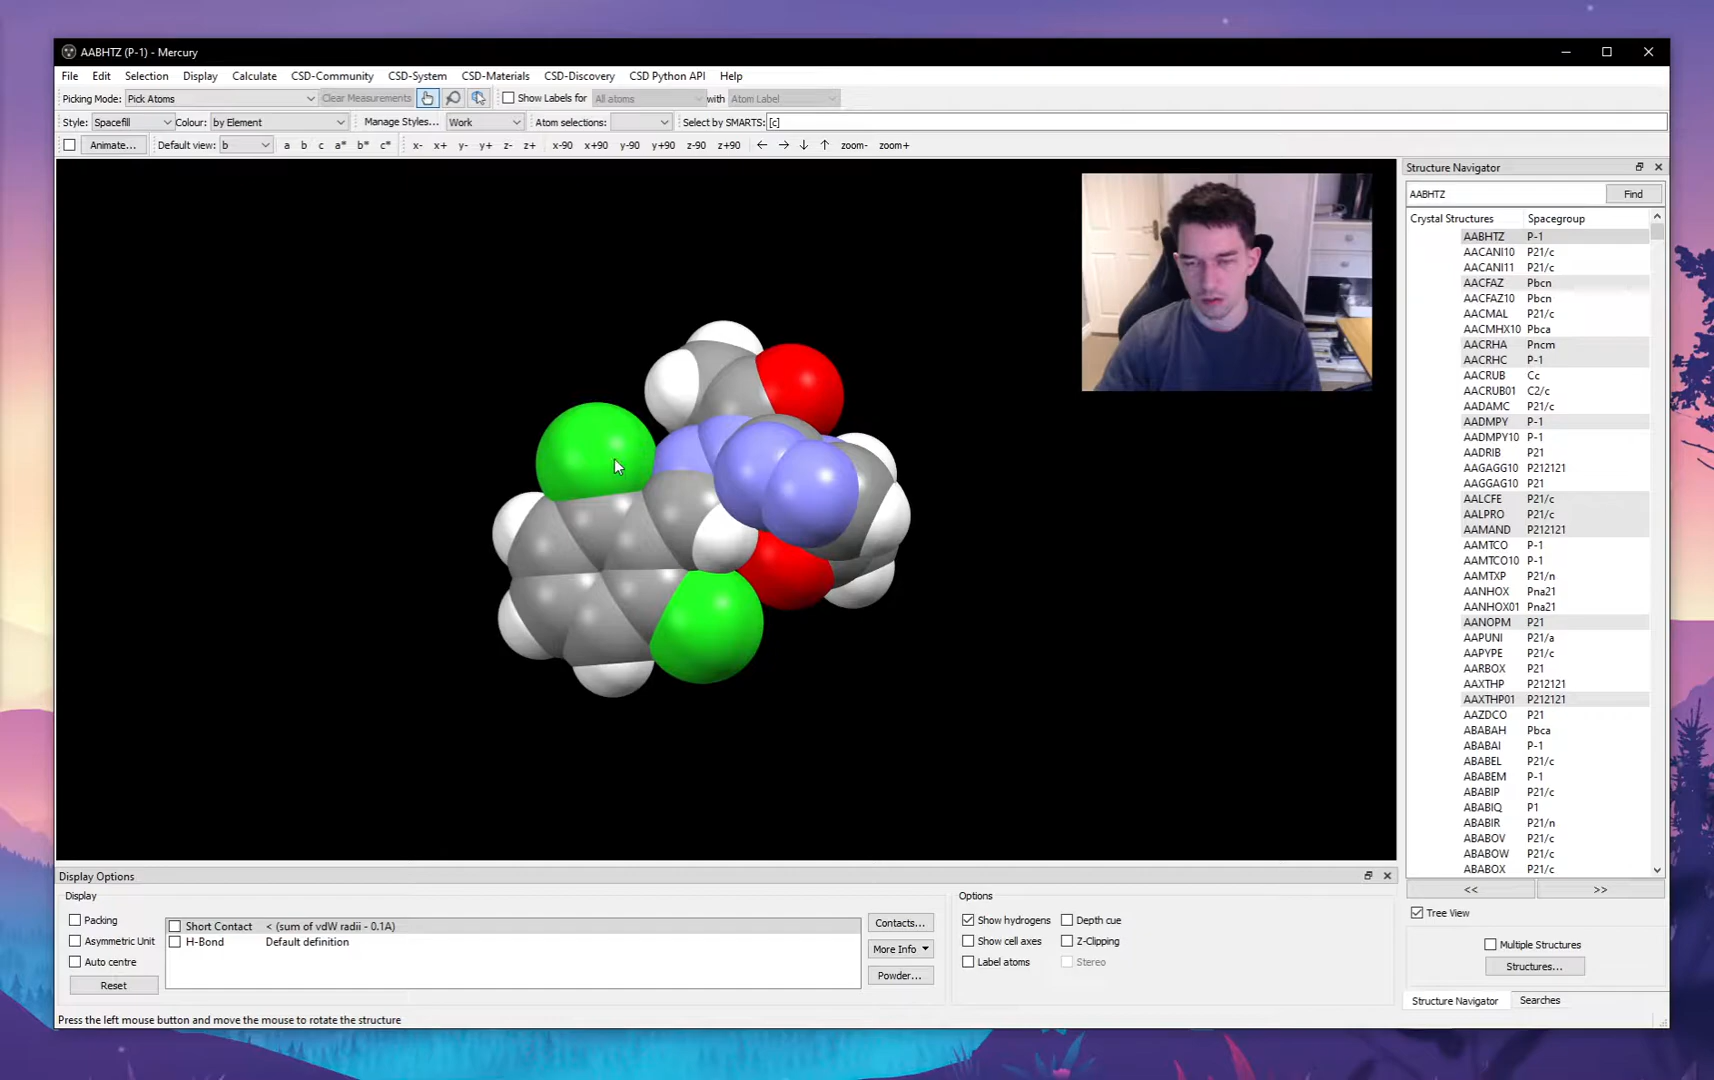 AABHTZ (P-1) - Mercury
File Edit Selection Display Calculate CSD-Community CSD-System CSD-Materials CSD-Discovery CSD Python API Help
Picking Mode: Pick Atoms Clear Measurements Show Labels for All atoms with Atom Label
Style: Spacefill Colour: by Element Manage Styles... Work Atom selections: Select by SMARTS: [c]
Animate... Default view: b a b c a* b* c* x- x+ y- y+ z- z+ x-90 x+90 y-90 y+90 z-90 z+90 ← → ↓ ↑ zoom- zoom+
Structure Navigator
AABHTZ Find
Crystal Structures Spacegroup
AABHTZ P-1
AACANI10 P21/c
AACANI11 P21/c
AACFAZ Pbcn
AACFAZ10 Pbcn
AACMAL P21/c
AACMHX10 Pbca
AACRHA Pncm
AACRHC P-1
AACRUB Cc
AACRUB01 C2/c
AADAMC P21/c
AADMPY P-1
AADMPY10 P-1
AADRIB P21
AAGAGG10 P212121
AAGGAG10 P21
AALCFE P21/c
AALPRO P21/c
AAMAND P212121
AAMTCO P-1
AAMTCO10 P-1
AAMTXP P21/n
AANHOX Pna21
AANHOX01 Pna21
AANOPM P21
AAPUNI P21/a
AAPYPE P21/c
AARBOX P21
AAXTHP P212121
AAXTHP01 P212121
AAZDCO P21
ABABAH Pbca
ABABAI P-1
ABABEL P21/c
ABABEM P-1
ABABIP P21/c
ABABIQ P1
ABABIR P21/n
ABABOV P21/c
ABABOW P21/c
ABABOX P21/c
<< >>
Tree View
Multiple Structures
Structures...
Structure Navigator Searches
Display Options
Display
Packing
Asymmetric Unit
Auto centre
Reset
Short Contact < (sum of vdW radii - 0.1A)
H-Bond Default definition
Contacts...
More Info
Powder...
Options
Show hydrogens Depth cue
Show cell axes Z-Clipping
Label atoms Stereo
Press the left mouse button and move the mouse to rotate the structure